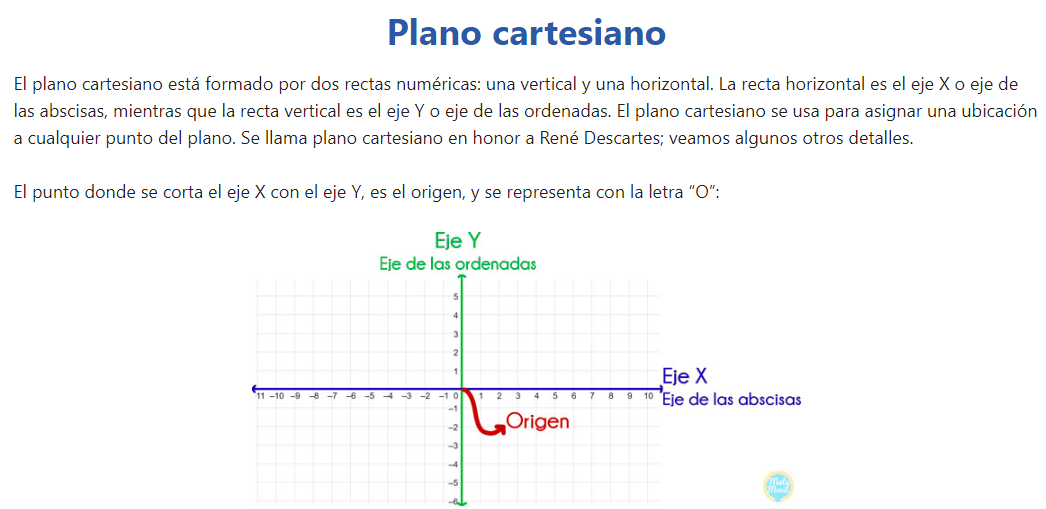 Plano cartesiano
El plano cartesiano está formado por dos rectas numéricas: una vertical y una horizontal. La recta horizontal es el eje X o eje de
las abscisas, mientras que la recta vertical es el eje Y o eje de las ordenadas. El plano cartesiano se usa para asignar una ubicación
a cualquier punto del plano. Se llama plano cartesiano en honor a René Descartes; veamos algunos otros detalles.
El punto donde se corta el eje X con el eje Y, es el origen, y se representa con la letra “O”:
Eje Y
Eje de las ordenadas
5
4
3
2
1
Eje X
11 −10 −9 −8 −7 −6 −5 −4 −3 −2 −1 0 1 2 3 4 5 6 7 8 9 10
Eje de las abscisas
−1
Origen
−2
−3
−4
−5
−6
Mate
Movil